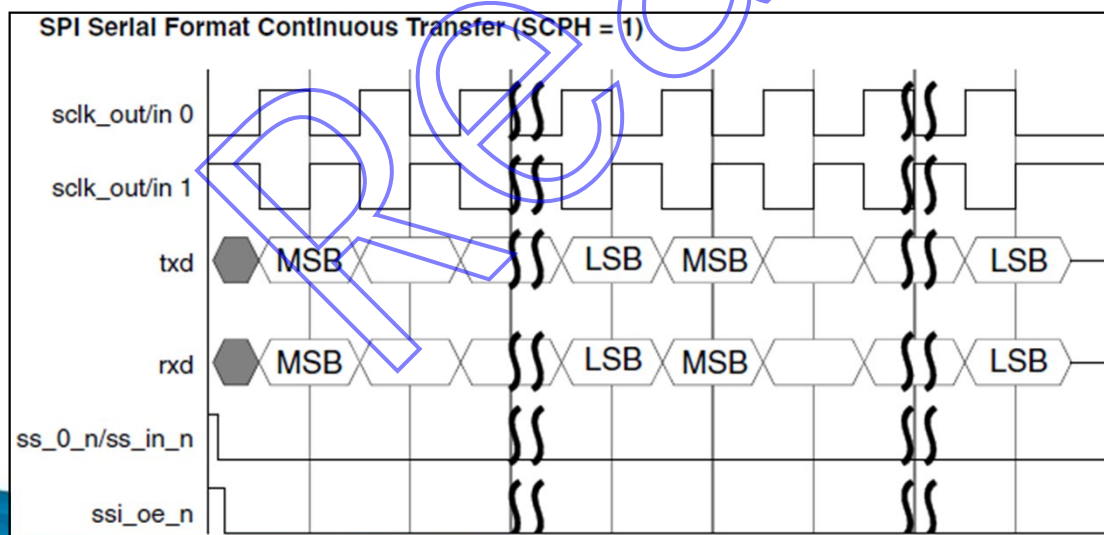 SPI Serial Format Continuous Transfer (SCPH = 1)
sclk_out/in 0
sclk_out/in 1
txd MSB LSB MSB LSB
rxd MSB LSB MSB LSB
ss_0_n/ss_in_n
ssi_oe_n